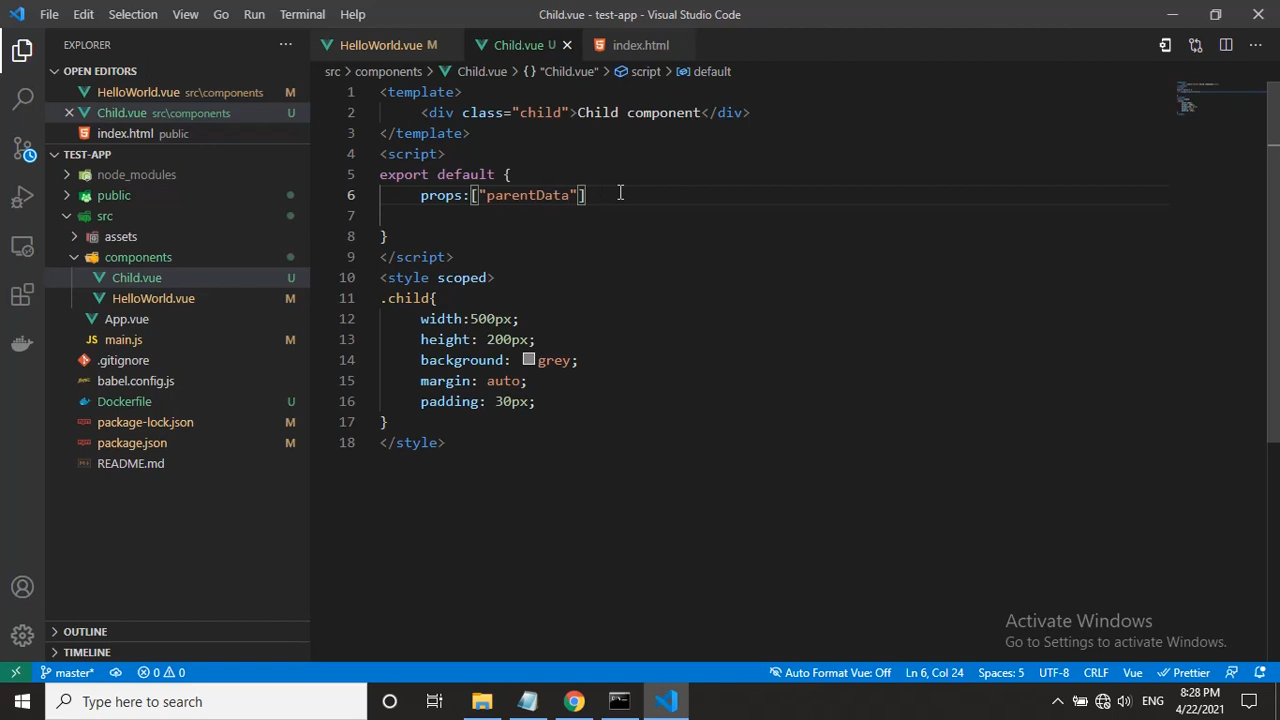 File Edit Selection View Go Run Terminal Help Child.vue - test-app - Visual Studio Code
EXPLORER
OPEN EDITORS
HelloWorld.vue src\components M
Child.vue src\components U
index.html public
TEST-APP
node_modules
public
src
assets
components
Child.vue U
HelloWorld.vue M
App.vue
JS main.js M
.gitignore
babel.config.js
Dockerfile U
package-lock.json M
package.json M
README.md
OUTLINE
TIMELINE
HelloWorld.vue M Child.vue U index.html
src > components > Child.vue > {} "Child.vue" > script > default
1 <template>
2 <div class="child">Child component</div>
3 </template>
4 <script>
5 export default {
6 props:["parentData"]
7
8 }
9 </script>
10 <style scoped>
11 .child{
12 width:500px;
13 height: 200px;
14 background: grey;
15 margin: auto;
16 padding: 30px;
17 }
18 </style>
Activate Windows
Go to Settings to activate Windows.
master* 0 0 Auto Format Vue: Off Ln 6, Col 24 Spaces: 5 UTF-8 CRLF Vue Prettier
Type here to search ENG 8:28 PM
4/22/2021